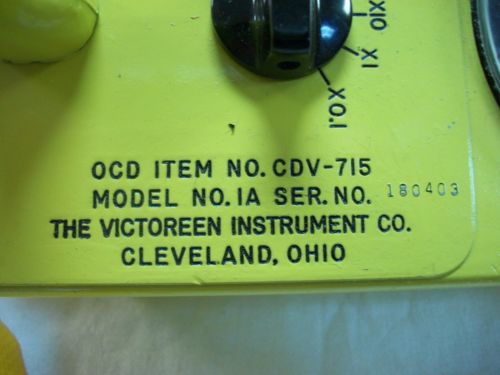 X10
X1
X0.1
OCD ITEM NO. CDV-715
MODEL NO. 1A SER. NO. 180403
THE VICTOREEN INSTRUMENT CO.
CLEVELAND, OHIO